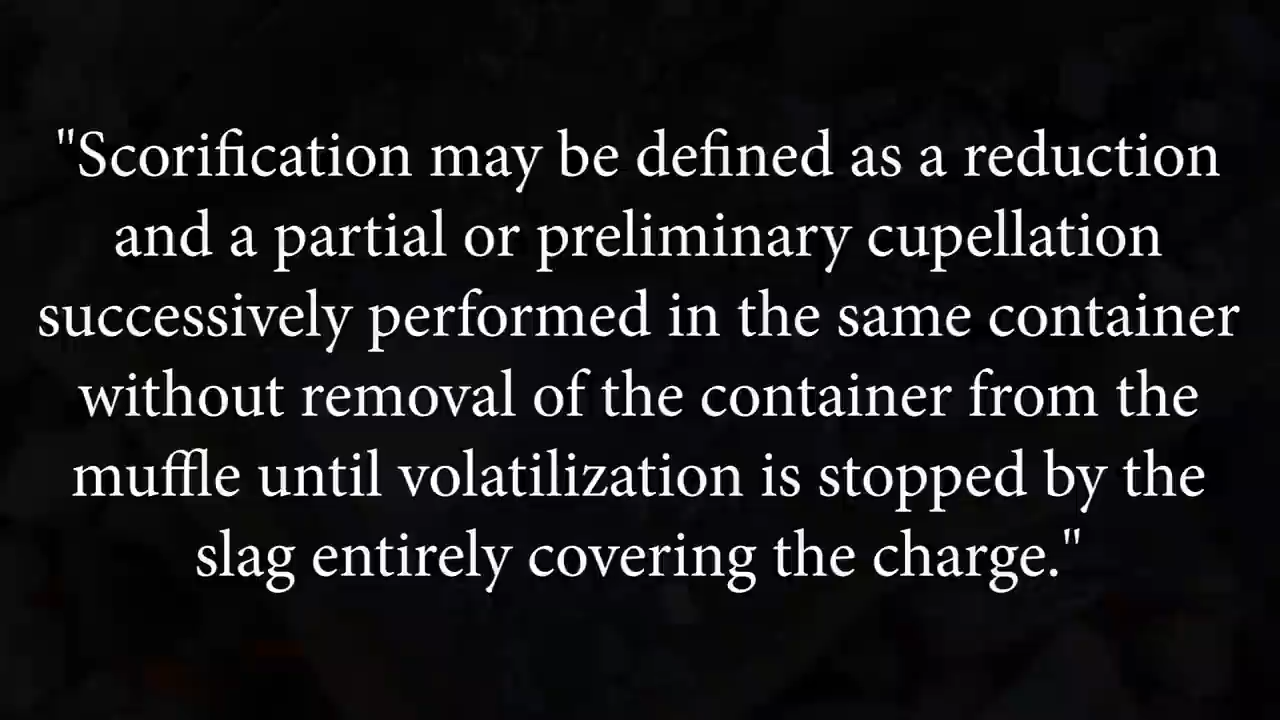 "Scorification may be defined as a reduction
and a partial or preliminary cupellation
successively performed in the same container
without removal of the container from the
muffle until volatilization is stopped by the
slag entirely covering the charge."